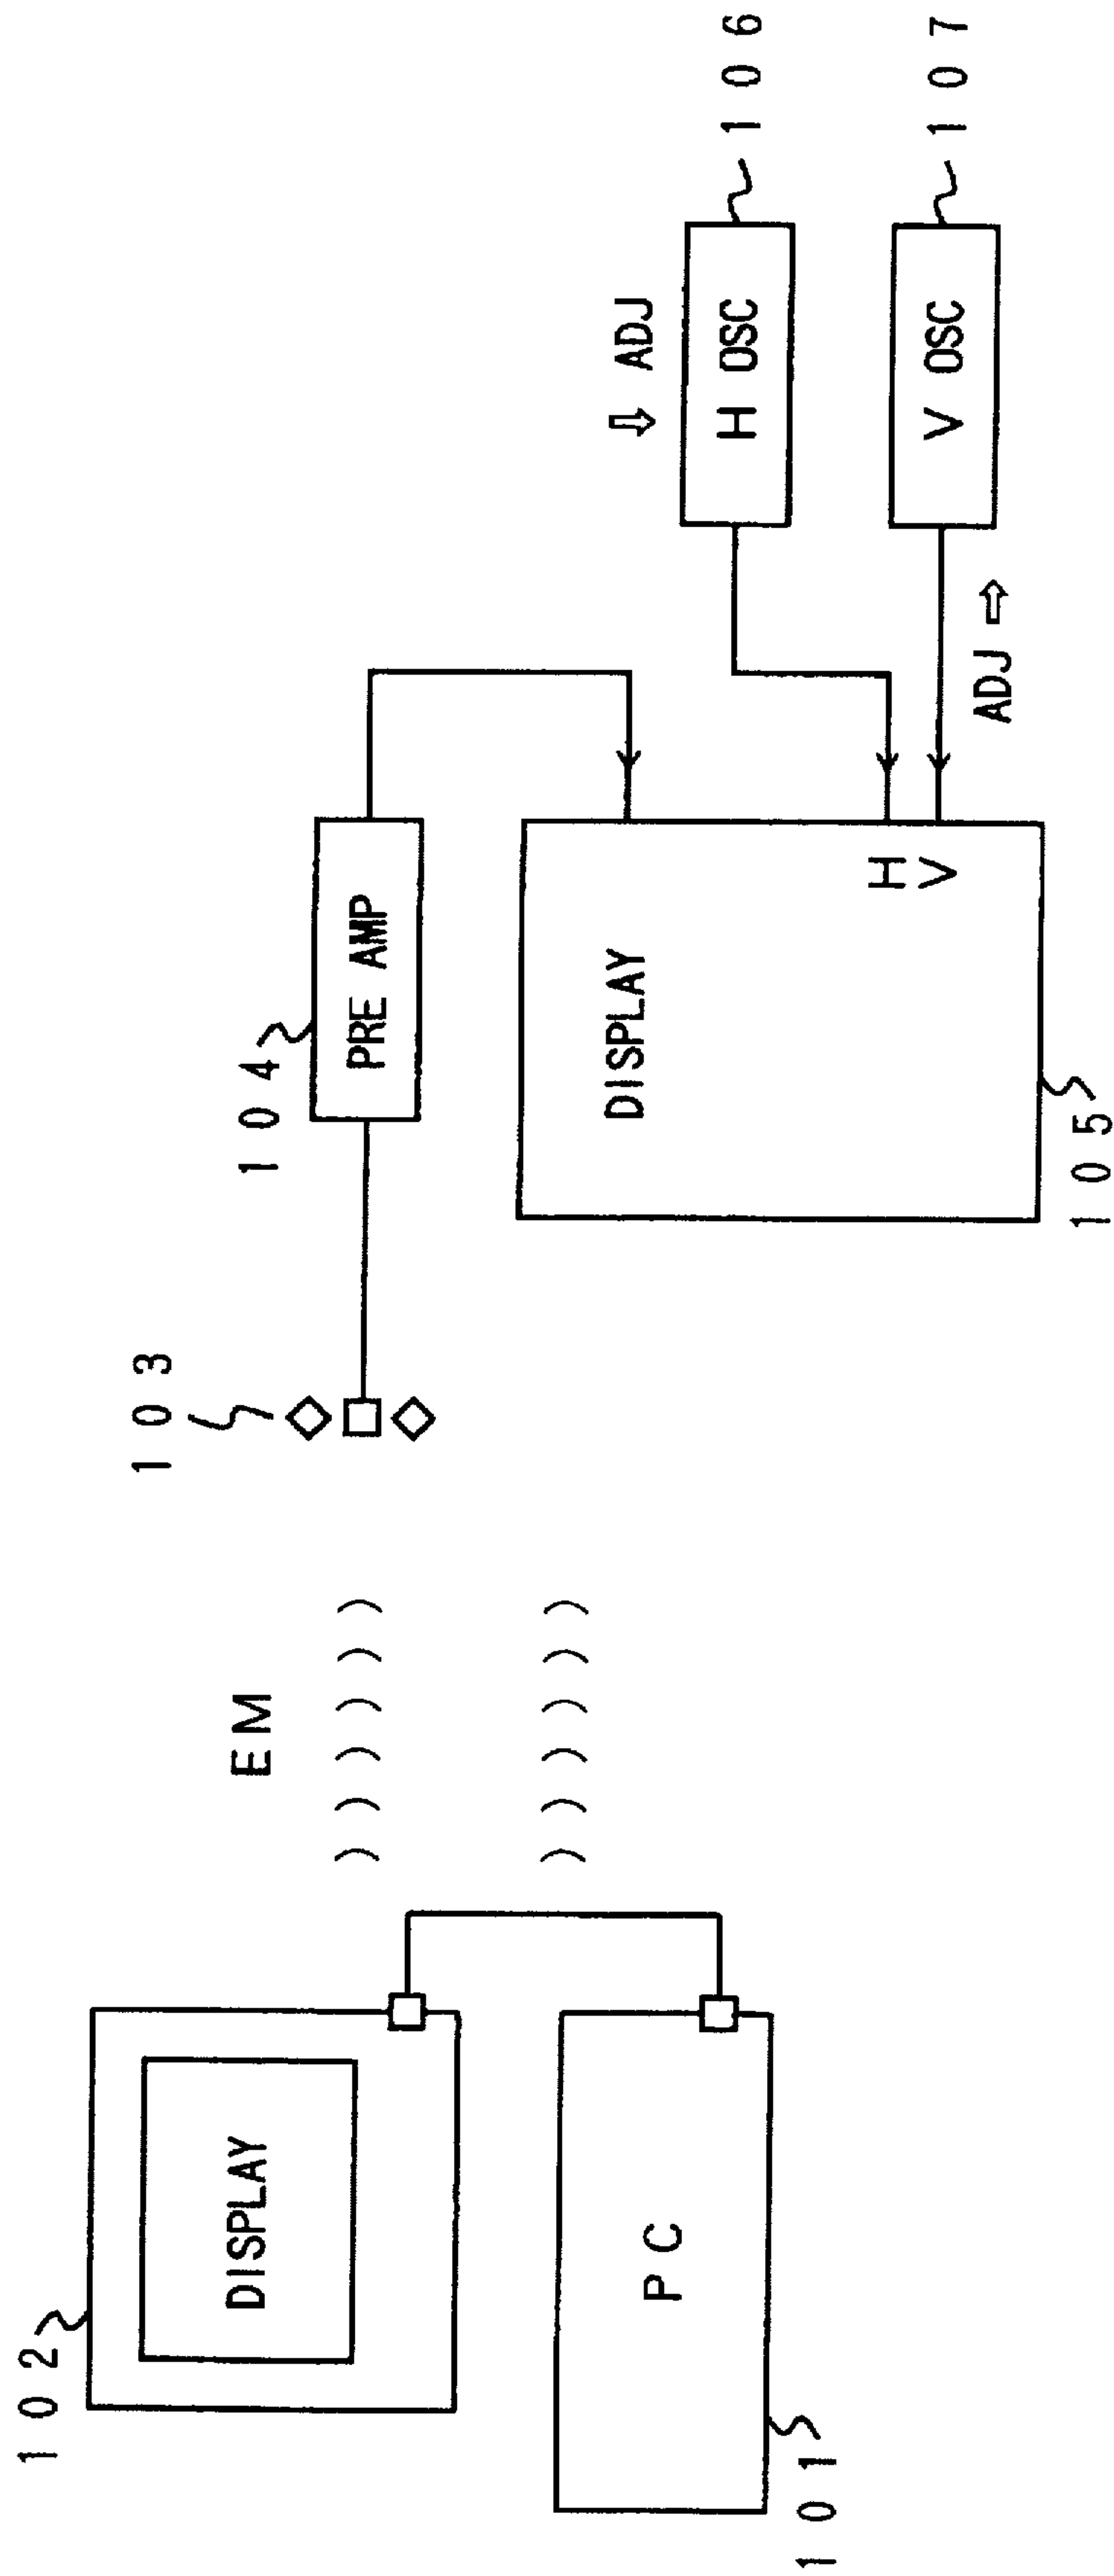 102
DISPLAY
PC
101
EM
103
104
PRE AMP
DISPLAY
H
V
105
ADJ
H OSC
106
V OSC
107
ADJ